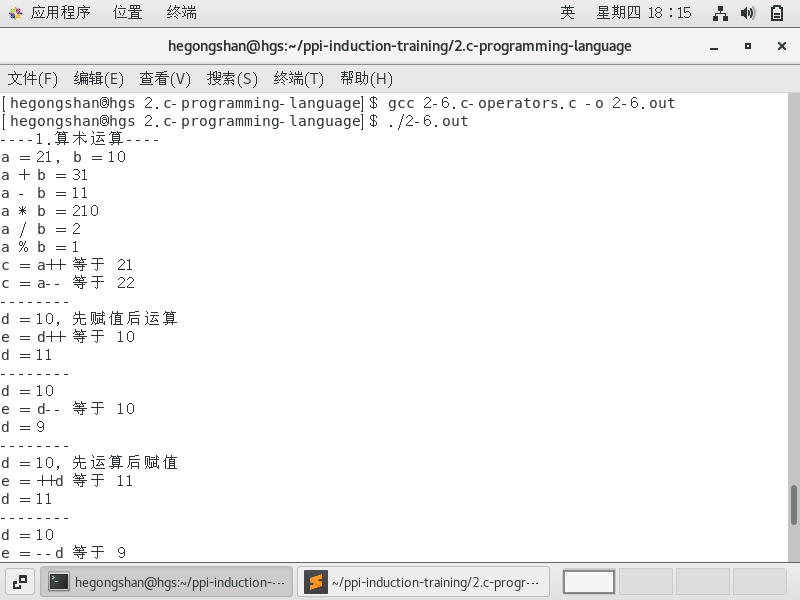 应用程序 位置 终端 英 星期四 18：15
hegongshan@hgs:~/ppi-induction-training/2.c-programming-language
文件(F) 编辑(E) 查看(V) 搜索(S) 终端(T) 帮助(H)
[hegongshan@hgs 2.c-programming-language]$ gcc 2-6.c-operators.c -o 2-6.out
[hegongshan@hgs 2.c-programming-language]$ ./2-6.out
----1.算术运算----
a = 21, b = 10
a + b = 31
a - b = 11
a * b = 210
a / b = 2
a % b = 1
c = a++ 等于 21
c = a-- 等于 22
--------
d = 10, 先赋值后运算
e = d++ 等于 10
d = 11
--------
d = 10
e = d-- 等于 10
d = 9
--------
d = 10, 先运算后赋值
e = ++d 等于 11
d = 11
--------
d = 10
e = --d 等于 9
hegongshan@hgs:~/ppi-induction-··· ~/ppi-induction-training/2.c-progr···